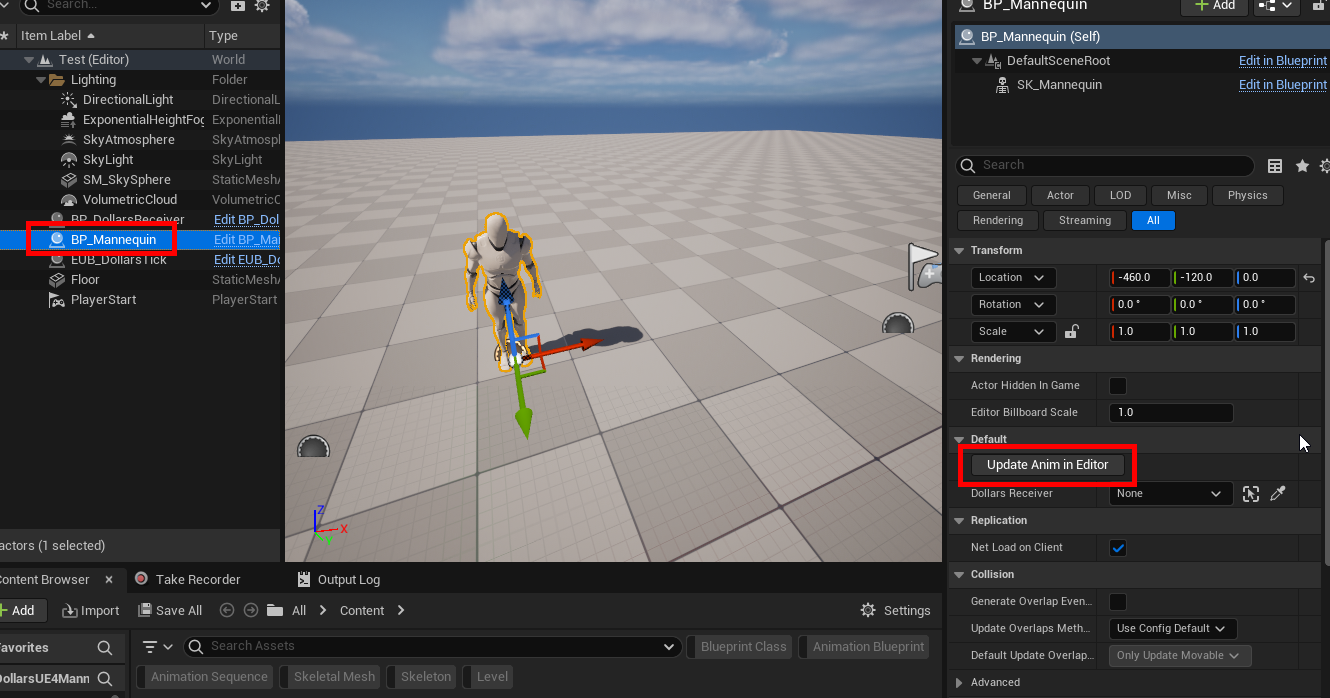 Search...
Item Label
Type
Test (Editor)
World
Lighting
Folder
DirectionalLight
DirectionalL
ExponentialHeightFog
Exponential
SkyAtmosphere
SkyAtmosp
SkyLight
SkyLight
SM_SkySphere
StaticMeshA
VolumetricCloud
VolumetricC
BP_DollarsReceiver
Edit BP_Dol
BP_Mannequin
Edit BP_Ma
EUB_DollarsTick
Edit EUB_Do
Floor
StaticMeshA
PlayerStart
PlayerStart
actors (1 selected)
Z
X
Y
BP_Mannequin
Add
BP_Mannequin (Self)
DefaultSceneRoot
Edit in Blueprint
SK_Mannequin
Edit in Blueprint
Search
General
Actor
LOD
Misc
Physics
Rendering
Streaming
All
Transform
Location
-460.0
-120.0
0.0
Rotation
0.0 °
0.0 °
0.0 °
Scale
1.0
1.0
1.0
Rendering
Actor Hidden In Game
Editor Billboard Scale
1.0
Default
Update Anim in Editor
Dollars Receiver
None
Replication
Net Load on Client
Collision
Generate Overlap Even...
Update Overlaps Meth...
Use Config Default
Default Update Overlap...
Only Update Movable
Advanced
Content Browser
Take Recorder
Output Log
Add
Import
Save All
All
Content
Settings
avorites
Search Assets
Blueprint Class
Animation Blueprint
DollarsUE4Mann
Animation Sequence
Skeletal Mesh
Skeleton
Level